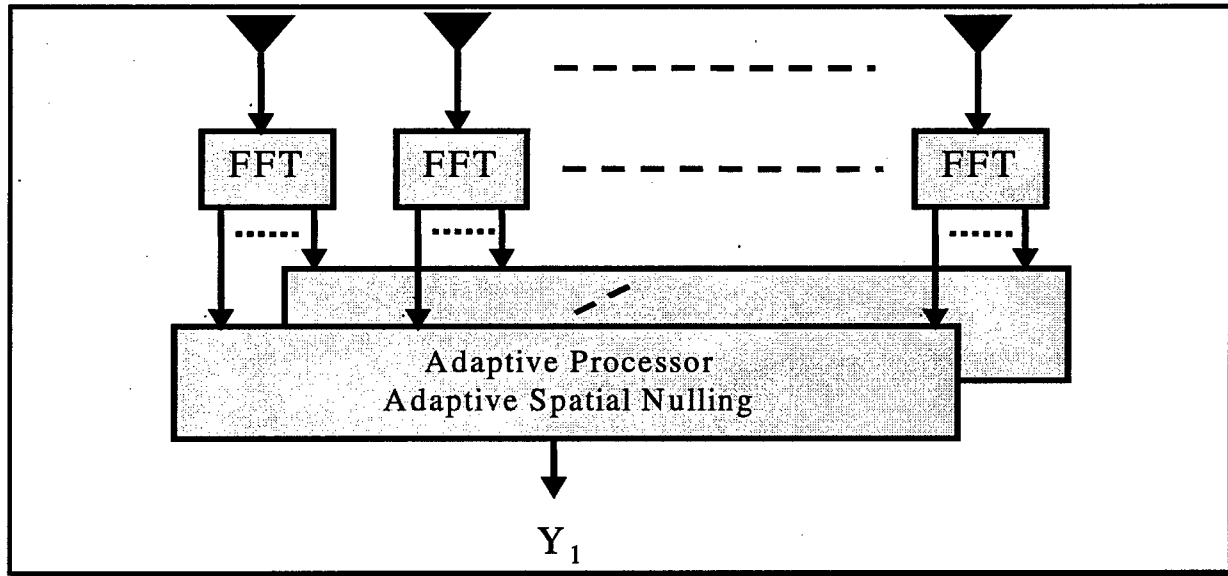 FFT FFT FFT
Adaptive Processor
Adaptive Spatial Nulling
Y1